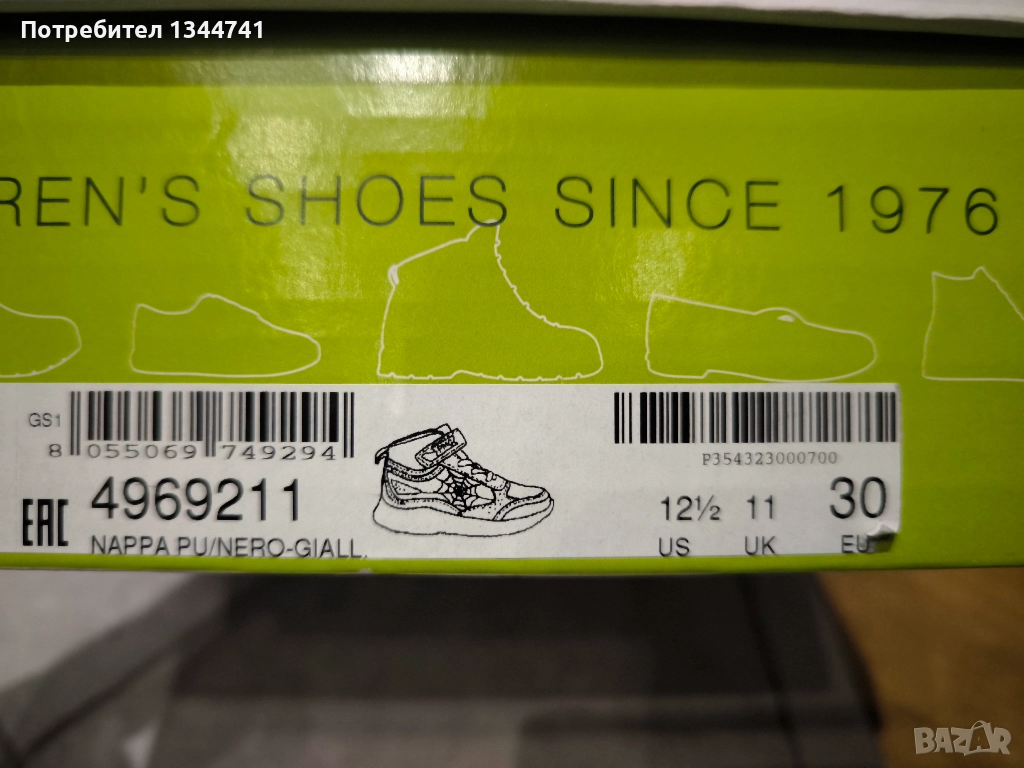 Потребител 1344741
REN'S SHOES SINCE 1976
GS1
8 055069 749294
P354323000700
EAC 4969211
NAPPA PU/NERO-GIALL.
12½ 11 30
US UK EU
BAZAR